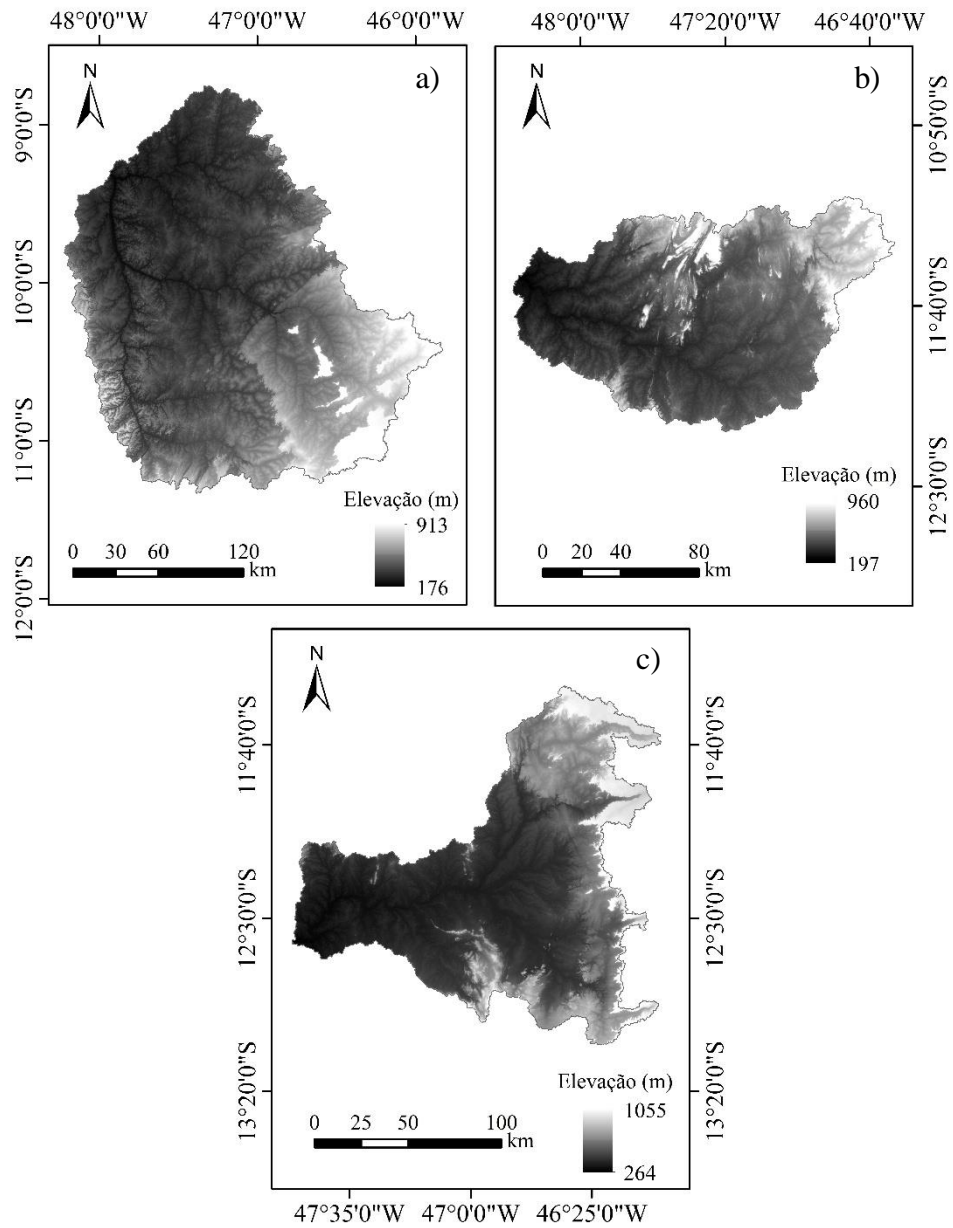 48°0'0"W 47°0'0"W 46°0'0"W
9°0'0"S 10°0'0"S 11°0'0"S 12°0'0"S
N
a)
Elevação (m)
913
176
0 30 60 120
km
48°0'0"W 47°20'0"W 46°40'0"W
N
b)
10°50'0"S 11°40'0"S 12°30'0"S
Elevação (m)
960
197
0 20 40 80
km
N
c)
11°40'0"S 12°30'0"S 13°20'0"S
11°40'0"S 12°30'0"S 13°20'0"S
Elevação (m)
1055
264
0 25 50 100
km
47°35'0"W 47°0'0"W 46°25'0"W